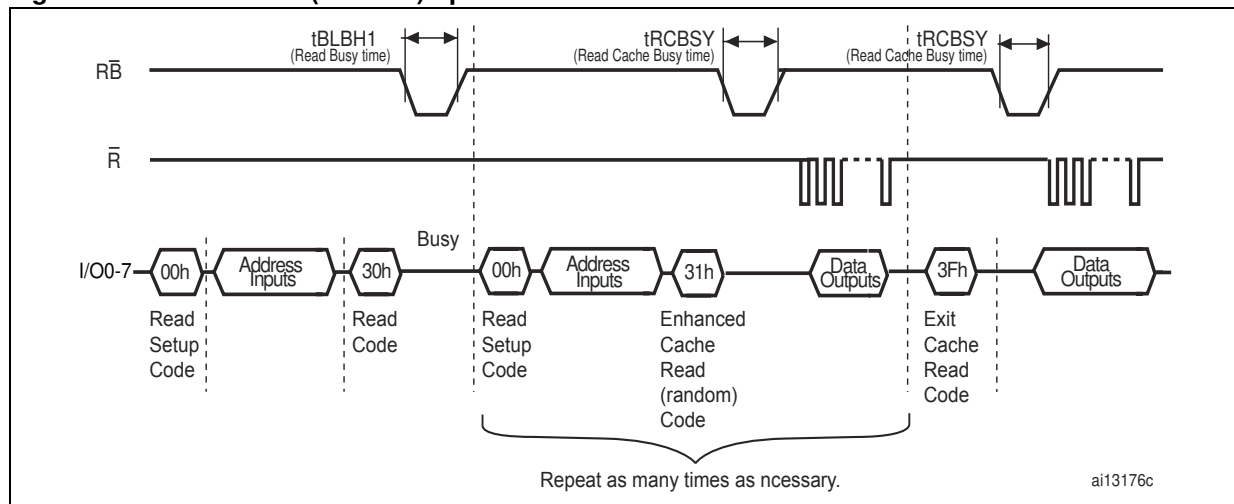 tBLBH1 tRCBSY tRCBSY
(Read Busy time) (Read Cache Busy time) (Read Cache Busy time)
RB̅
R̅
Busy
I/O0-7 00h Address Inputs 30h 00h Address Inputs 31h Data Outputs 3Fh Data Outputs
Read Setup Code
Read Code
Read Setup Code
Enhanced Cache Read (random) Code
Exit Cache Read Code
Repeat as many times as ncessary.
ai13176c